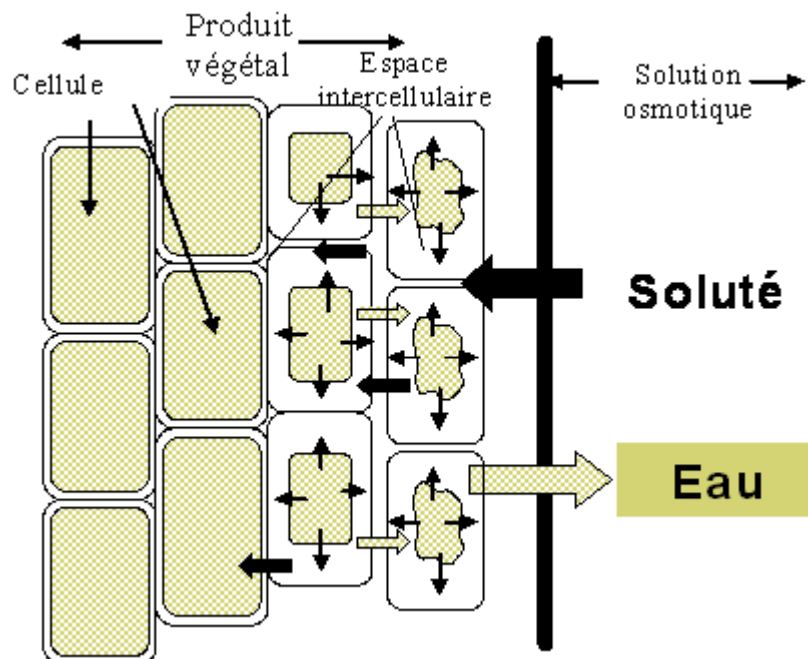 Produit
végétal
Cellule
Espace
intercellulaire
Solution
osmotique
Soluté
Eau